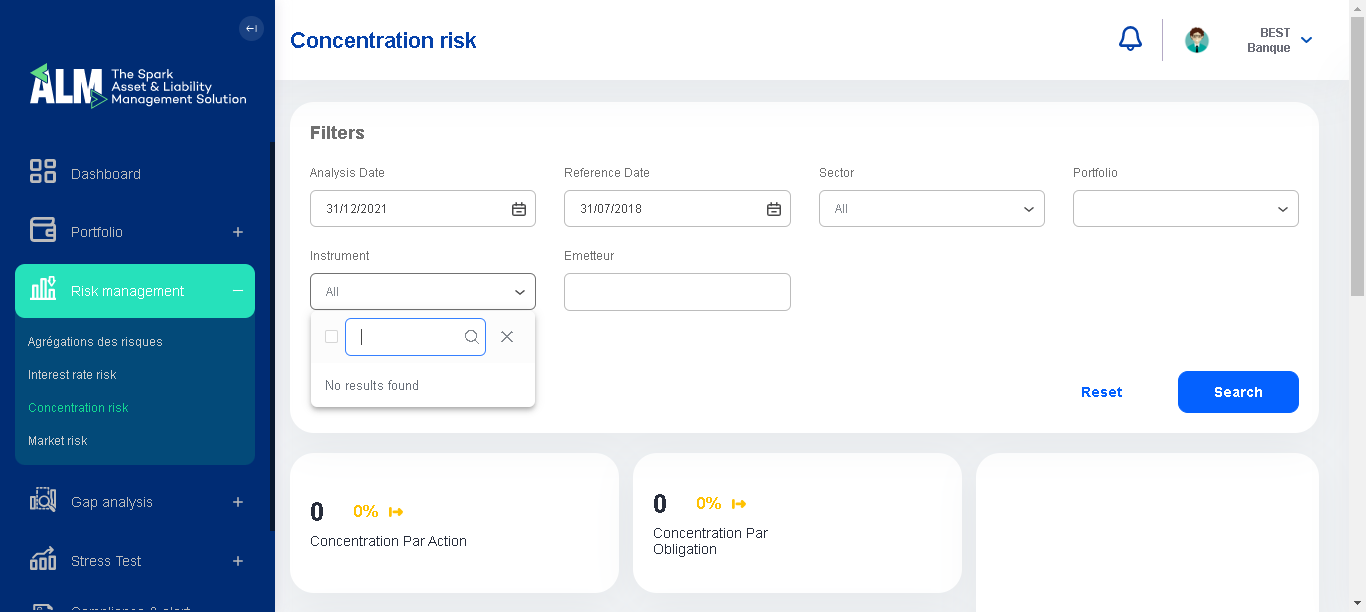 Concentration risk
BEST
Banque
ALM
The Spark
Asset & Liability
Management Solution
Dashboard
Portfolio
Risk management
Agrégations des risques
Interest rate risk
Concentration risk
Market risk
Gap analysis
Stress Test
Compliance & alert
Filters
Analysis Date
Reference Date
Sector
Portfolio
31/12/2021
31/07/2018
All
Instrument
Emetteur
All
No results found
Reset
Search
0 0%
Concentration Par Action
0 0%
Concentration Par
Obligation